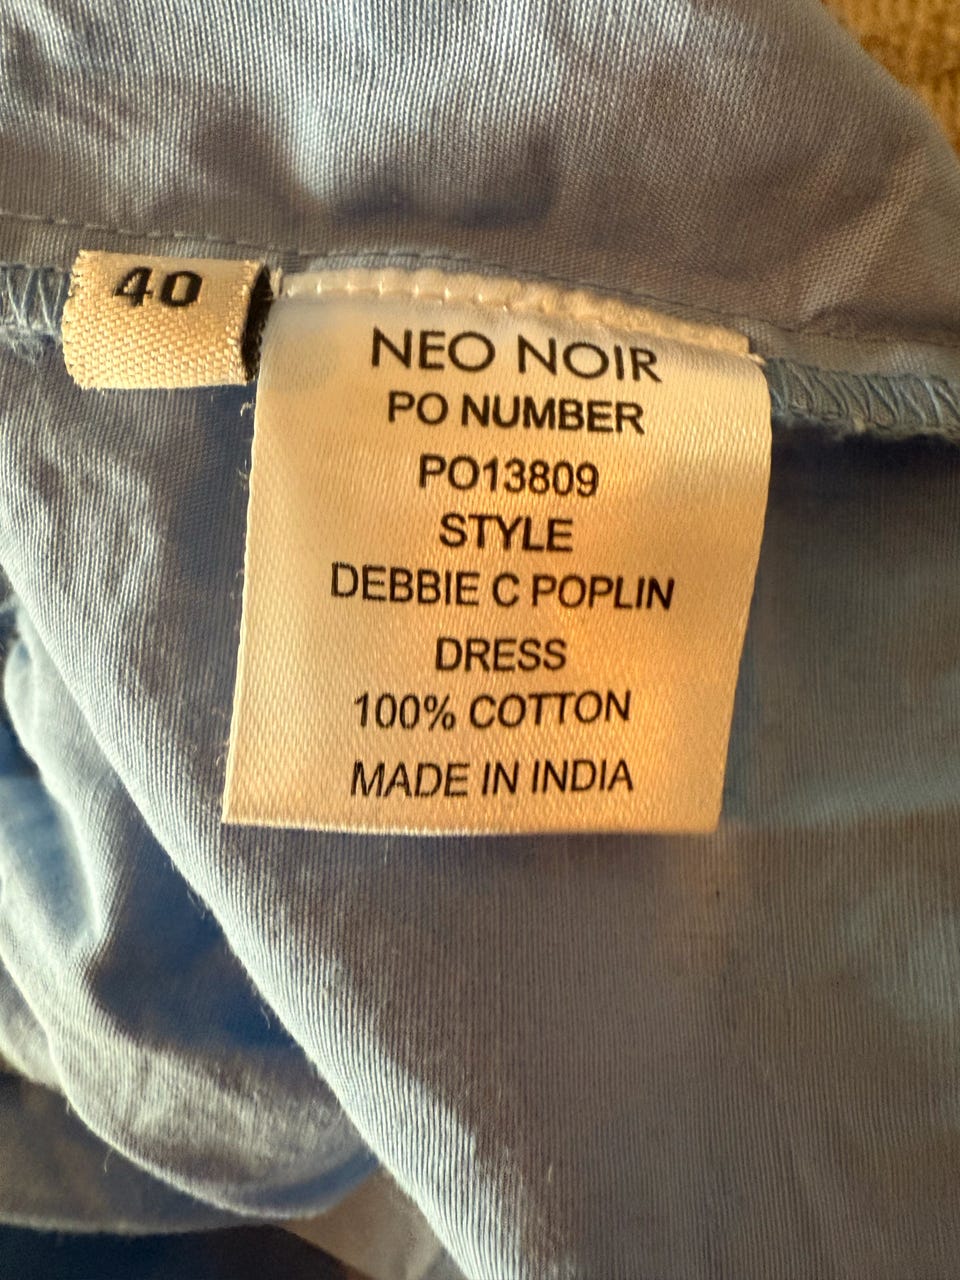 40
NEO NOIR
PO NUMBER
PO13809
STYLE
DEBBIE C POPLIN
DRESS
100% COTTON
MADE IN INDIA